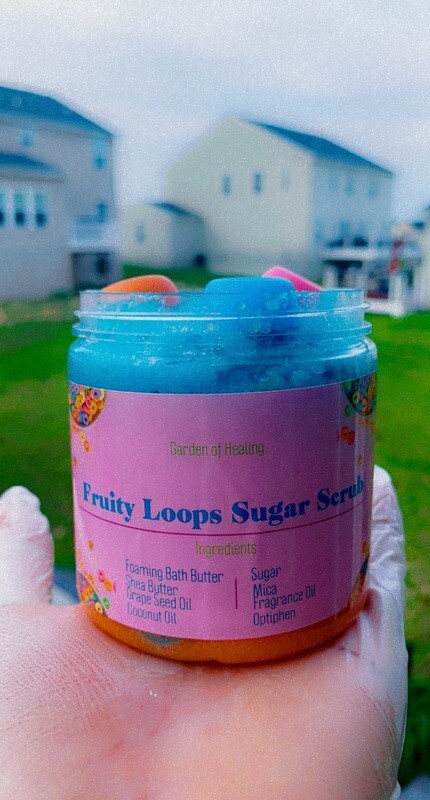 Garden of Healing
Fruity Loops Sugar Scrub
Ingredients
Foaming Bath Butter
Shea Butter
Grape Seed Oil
Coconut Oil
Sugar
Mica
Fragrance Oil
Optiphen